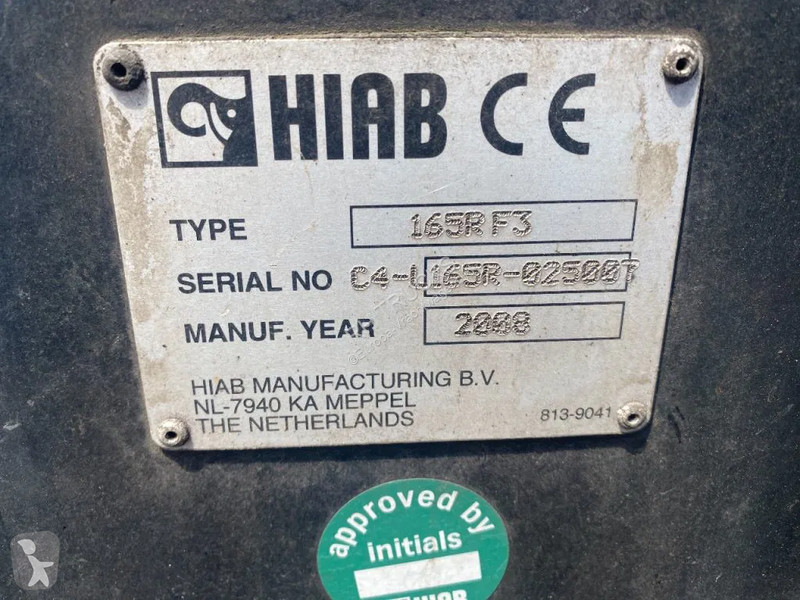 HIAB CE
TYPE 165R F3
SERIAL NO C4-U165R-02500T
MANUF. YEAR 2008
HIAB MANUFACTURING B.V.
NL-7940 KA MEPPEL
THE NETHERLANDS 813-9041
approved by
initials
HIAB